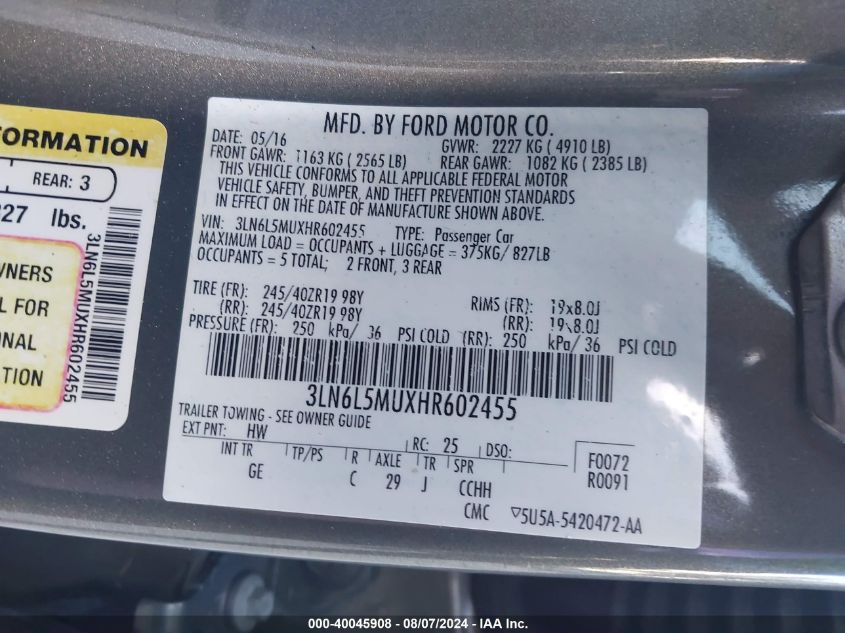 FORMATION
REAR: 3
lbs.
WNERS
L FOR
ONAL
TION
3LN6L5MUXHR602455
MFD. BY FORD MOTOR CO.
DATE: 05/16 GVWR: 2227 KG ( 4910 LB)
FRONT GAWR: 1163 KG ( 2565 LB) REAR GAWR: 1082 KG ( 2385 LB)
THIS VEHICLE CONFORMS TO ALL APPLICABLE FEDERAL MOTOR
VEHICLE SAFETY, BUMPER, AND THEFT PREVENTION STANDARDS
IN EFFECT ON THE DATE OF MANUFACTURE SHOWN ABOVE.
VIN: 3LN6L5MUXHR602455 TYPE: Passenger Car
MAXIMUM LOAD = OCCUPANTS + LUGGAGE = 375KG/ 827LB
OCCUPANTS = 5 TOTAL; 2 FRONT, 3 REAR
TIRE (FR): 245/40ZR19 98Y RIMS (FR): 19x8.0J
(RR): 245/40ZR19 98Y (RR): 19x8.0J
PRESSURE (FR): 250 kPa/ 36 PSI COLD (RR): 250 kPa/ 36 PSI COLD
3LN6L5MUXHR602455
TRAILER TOWING - SEE OWNER GUIDE
EXT PNT: HW RC: 25 DSO: F0072
INT TR TP/PS R AXLE TR SPR R0091
GE C 29 J CCHH
CMC ▽5U5A-5420472-AA
000-40045908 - 08/07/2024 - IAA Inc.